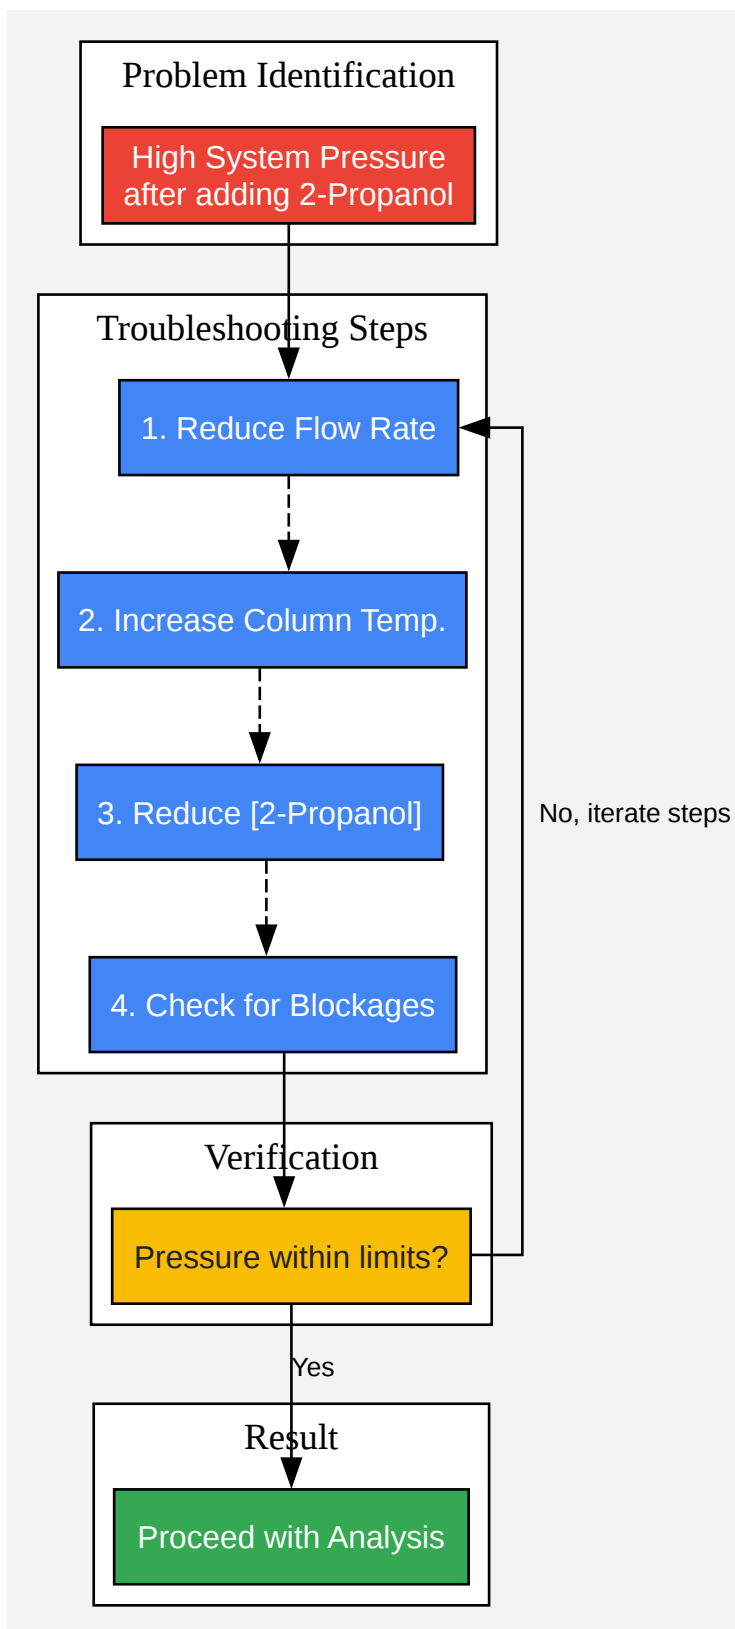 Problem Identification
High System Pressure
after adding 2-Propanol
Troubleshooting Steps
1. Reduce Flow Rate
2. Increase Column Temp.
3. Reduce [2-Propanol]
No, iterate steps
4. Check for Blockages
Verification
Pressure within limits?
Yes
Result
Proceed with Analysis